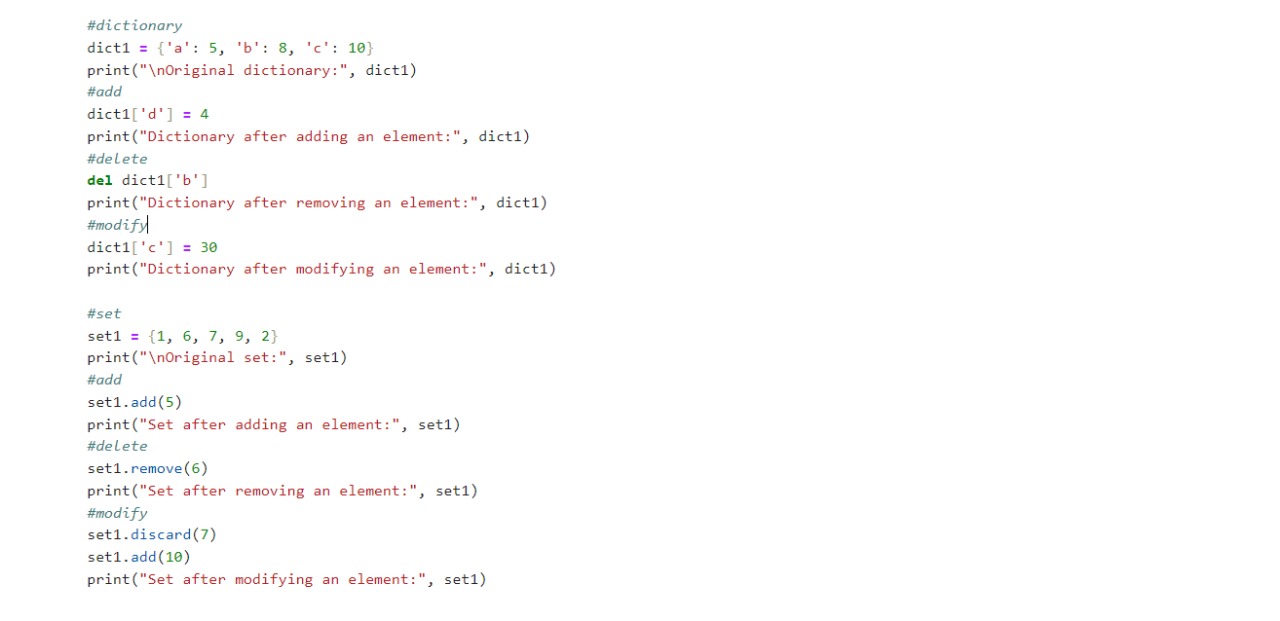 #dictionary
dict1 = {'a': 5, 'b': 8, 'c': 10}
print("\nOriginal dictionary:", dict1)
#add
dict1['d'] = 4
print("Dictionary after adding an element:", dict1)
#delete
del dict1['b']
print("Dictionary after removing an element:", dict1)
#modify
dict1['c'] = 30
print("Dictionary after modifying an element:", dict1)
#set
set1 = {1, 6, 7, 9, 2}
print("\nOriginal set:", set1)
#add
set1.add(5)
print("Set after adding an element:", set1)
#delete
set1.remove(6)
print("Set after removing an element:", set1)
#modify
set1.discard(7)
set1.add(10)
print("Set after modifying an element:", set1)